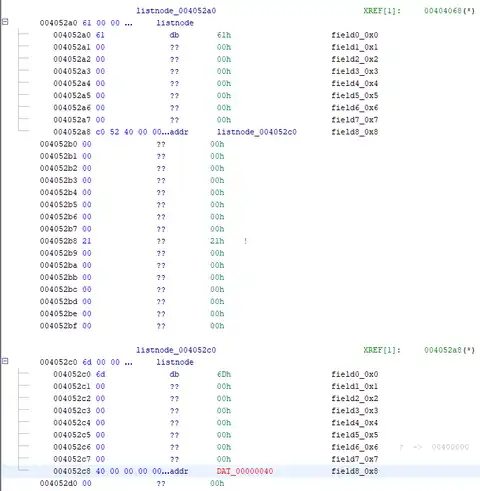 listnode_004052a0 XREF[1]: 00404068(*)
004052a0 61 00 00 ... listnode
004052a0 61 db 61h field0_0x0
004052a1 00 ?? 00h field1_0x1
004052a2 00 ?? 00h field2_0x2
004052a3 00 ?? 00h field3_0x3
004052a4 00 ?? 00h field4_0x4
004052a5 00 ?? 00h field5_0x5
004052a6 00 ?? 00h field6_0x6
004052a7 00 ?? 00h field7_0x7
004052a8 c0 52 40 00 00...addr listnode_004052c0 field8_0x8
004052b0 00 ?? 00h
004052b1 00 ?? 00h
004052b2 00 ?? 00h
004052b3 00 ?? 00h
004052b4 00 ?? 00h
004052b5 00 ?? 00h
004052b6 00 ?? 00h
004052b7 00 ?? 00h
004052b8 21 ?? 21h !
004052b9 00 ?? 00h
004052ba 00 ?? 00h
004052bb 00 ?? 00h
004052bc 00 ?? 00h
004052bd 00 ?? 00h
004052be 00 ?? 00h
004052bf 00 ?? 00h
listnode_004052c0 XREF[1]: 004052a8(*)
004052c0 6d 00 00 ... listnode
004052c0 6d db 6Dh field0_0x0
004052c1 00 ?? 00h field1_0x1
004052c2 00 ?? 00h field2_0x2
004052c3 00 ?? 00h field3_0x3
004052c4 00 ?? 00h field4_0x4
004052c5 00 ?? 00h field5_0x5
004052c6 00 ?? 00h field6_0x6 ? -> 00400000
004052c7 00 ?? 00h field7_0x7
004052c8 40 00 00 00 00...addr DAT_00000040 field8_0x8
004052d0 00 ?? 00h